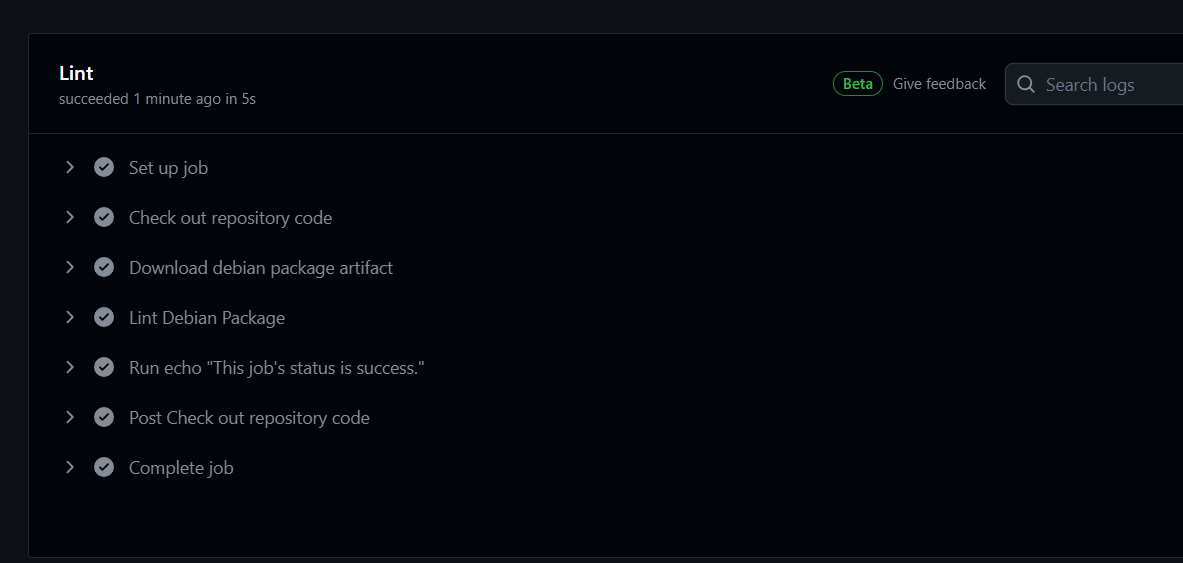 Lint
succeeded 1 minute ago in 5s
Beta Give feedback Search logs
Set up job
Check out repository code
Download debian package artifact
Lint Debian Package
Run echo "This job's status is success."
Post Check out repository code
Complete job